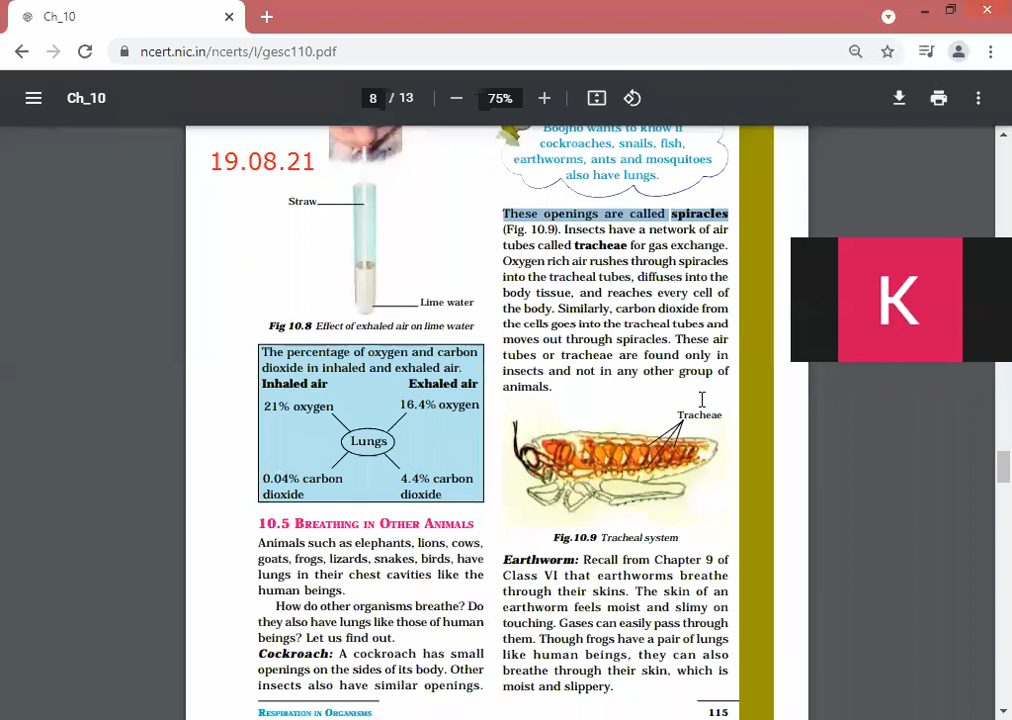 Ch_10
ncert.nic.in/ncerts/l/gesc110.pdf
Ch_10
8 / 13
75%
19.08.21
Straw
Lime water
Fig 10.8 Effect of exhaled air on lime water
The percentage of oxygen and carbon
dioxide in inhaled and exhaled air.
Inhaled air Exhaled air
21% oxygen 16.4% oxygen
Lungs
0.04% carbon 4.4% carbon
dioxide dioxide
10.5 BREATHING IN OTHER ANIMALS
Animals such as elephants, lions, cows,
goats, frogs, lizards, snakes, birds, have
lungs in their chest cavities like the
human beings.
How do other organisms breathe? Do
they also have lungs like those of human
beings? Let us find out.
Cockroach: A cockroach has small
openings on the sides of its body. Other
insects also have similar openings.
RESPIRATION IN ORGANISMS
Boojho wants to know if
cockroaches, snails, fish,
earthworms, ants and mosquitoes
also have lungs.
These openings are called spiracles
(Fig. 10.9). Insects have a network of air
tubes called tracheae for gas exchange.
Oxygen rich air rushes through spiracles
into the tracheal tubes, diffuses into the
body tissue, and reaches every cell of
the body. Similarly, carbon dioxide from
the cells goes into the tracheal tubes and
moves out through spiracles. These air
tubes or tracheae are found only in
insects and not in any other group of
animals.
Tracheae
Fig.10.9 Tracheal system
Earthworm: Recall from Chapter 9 of
Class VI that earthworms breathe
through their skins. The skin of an
earthworm feels moist and slimy on
touching. Gases can easily pass through
them. Though frogs have a pair of lungs
like human beings, they can also
breathe through their skin, which is
moist and slippery.
115
K